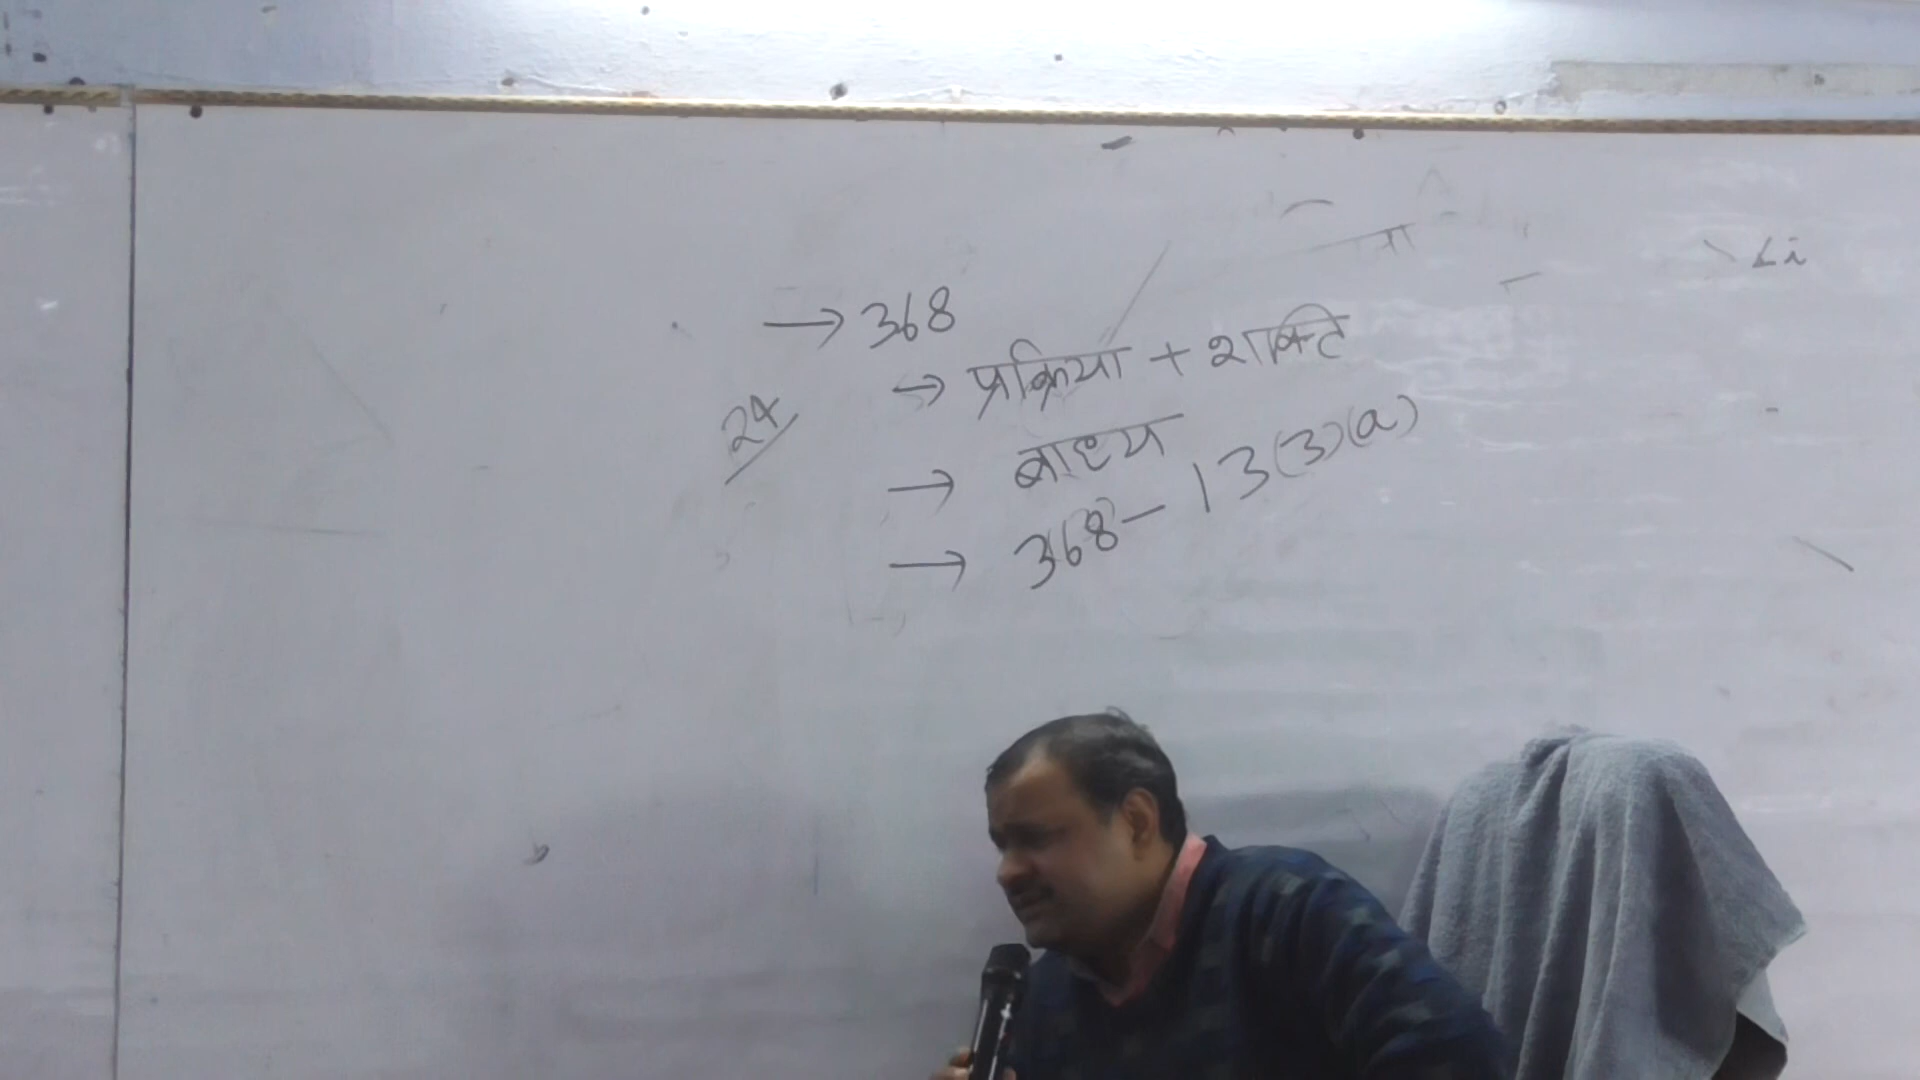 → 368
→ प्रक्रिया + शक्ति
24
→ बाध्य
→ 368 - 13(3)(a)